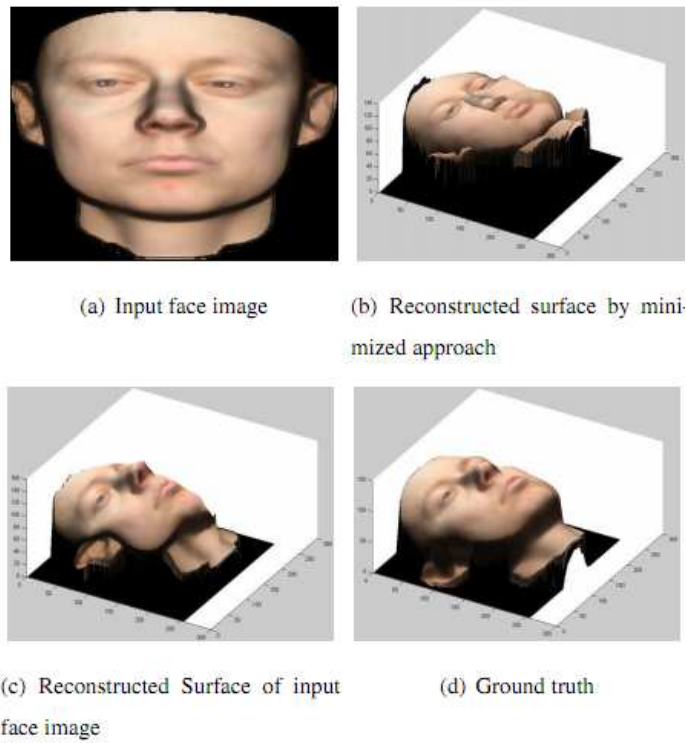 (a) Input face image
(b) Reconstructed surface by mini-
mized approach
(c) Reconstructed Surface of input
face image
(d) Ground truth